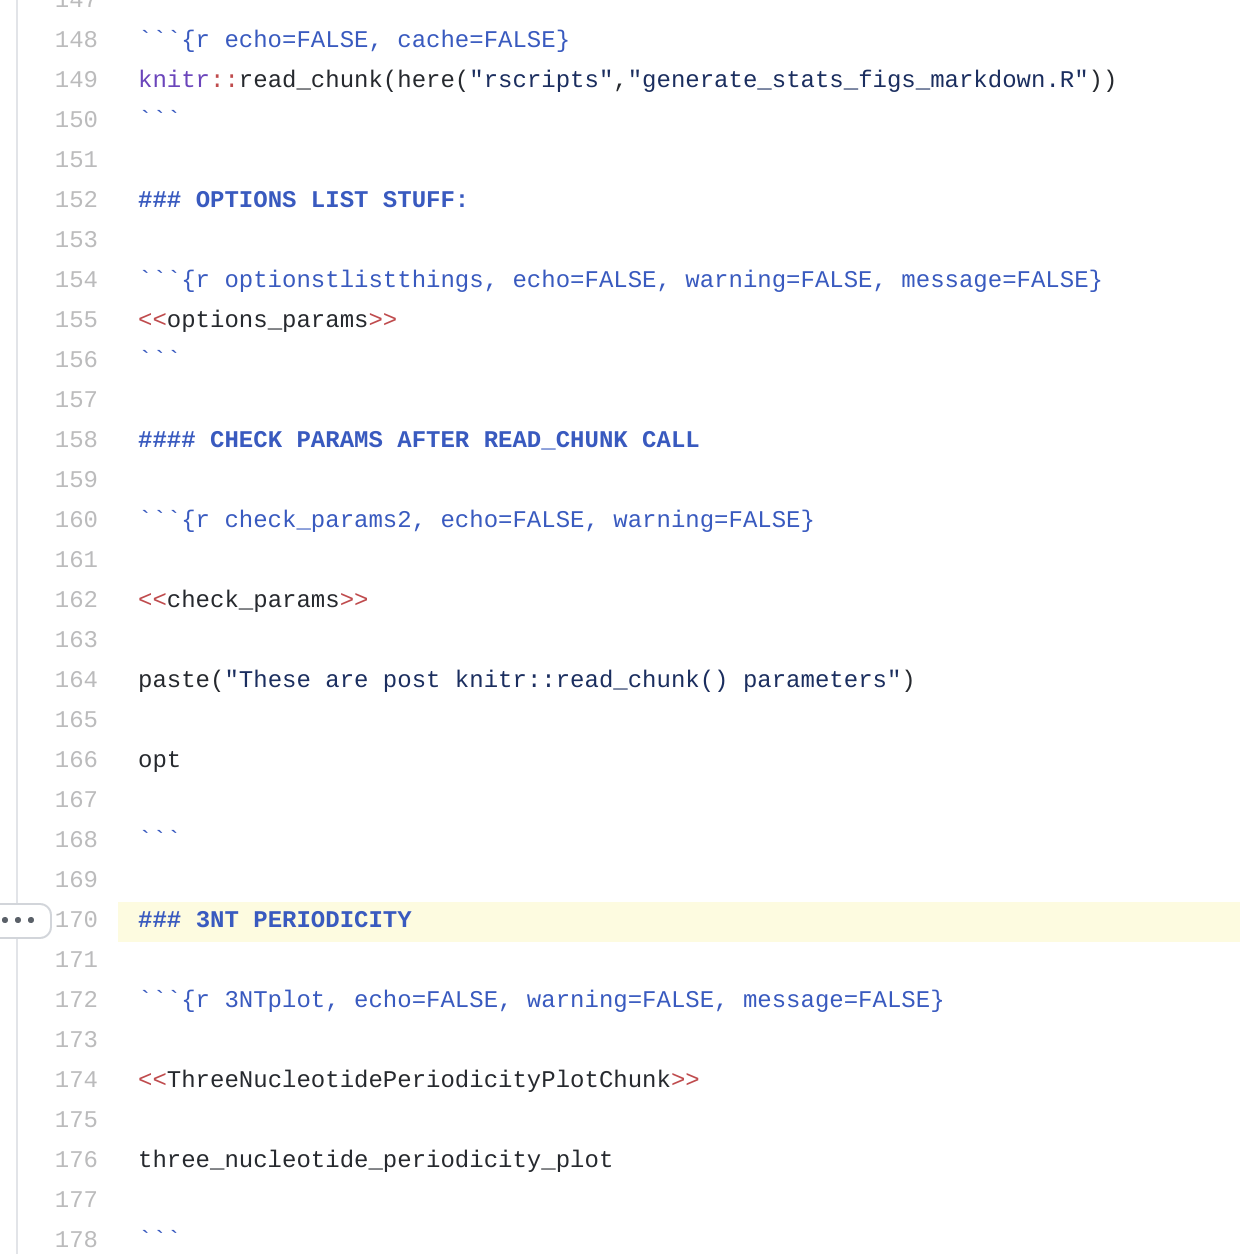 147
148 ```{r echo=FALSE, cache=FALSE}
149 knitr::read_chunk(here("rscripts","generate_stats_figs_markdown.R"))
150 ```
151
152 ### OPTIONS LIST STUFF:
153
154 ```{r optionstlistthings, echo=FALSE, warning=FALSE, message=FALSE}
155 <<options_params>>
156 ```
157
158 #### CHECK PARAMS AFTER READ_CHUNK CALL
159
160 ```{r check_params2, echo=FALSE, warning=FALSE}
161
162 <<check_params>>
163
164 paste("These are post knitr::read_chunk() parameters")
165
166 opt
167
168 ```
169
170 ### 3NT PERIODICITY
171
172 ```{r 3NTplot, echo=FALSE, warning=FALSE, message=FALSE}
173
174 <<ThreeNucleotidePeriodicityPlotChunk>>
175
176 three_nucleotide_periodicity_plot
177
178 ```